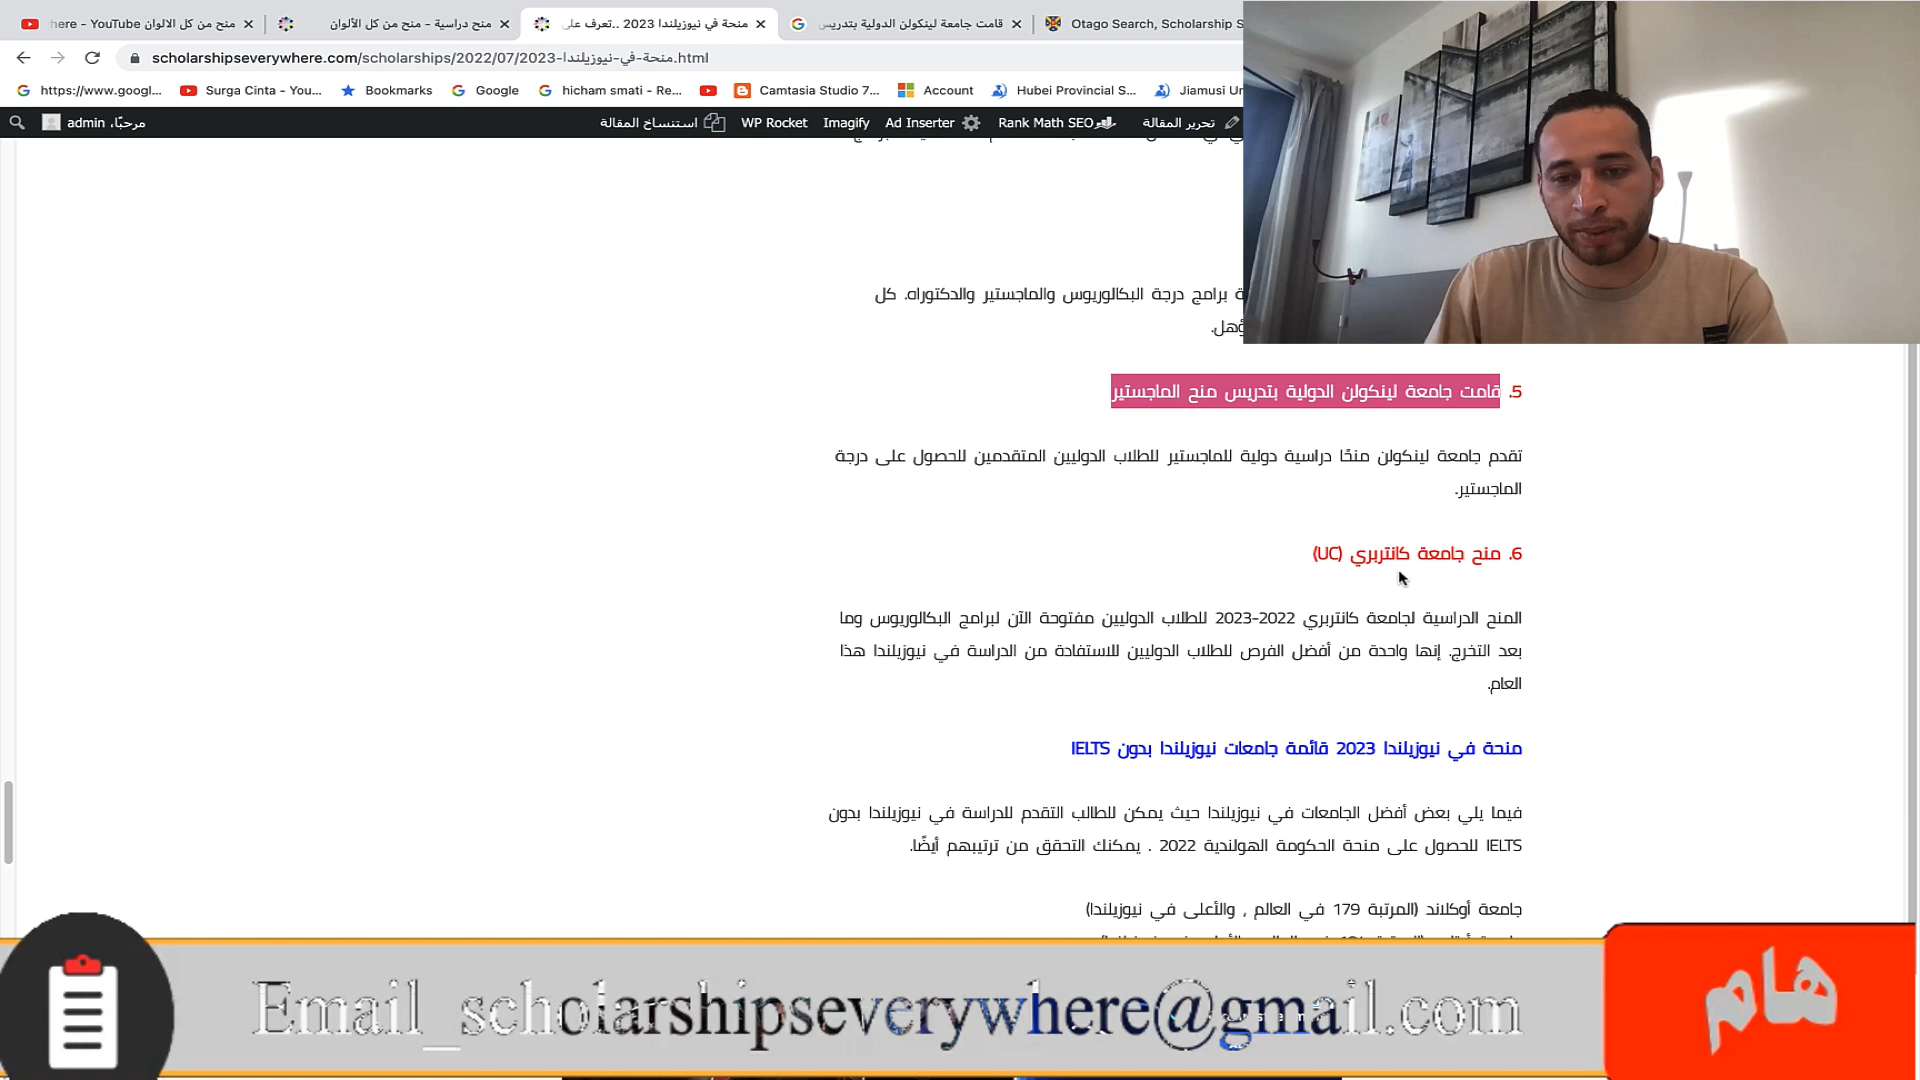 here - YouTube منح من كل الالوان
منح دراسية - منح من كل الألوان
منحة في نيوزيلندا 2023 ..تعرف على
قامت جامعة لينكولن الدولية بتدريس
Otago Search, Scholarship S
scholarshipseverywhere.com/scholarships/2022/07/منحة-في-نيوزيلندا-2023.html
https://www.googl...
Surga Cinta - You...
Bookmarks
Google
hicham smati - Re...
Camtasia Studio 7...
Account
Hubei Provincial S...
Jiamusi Un
مرحبًا، admin
استنساخ المقالة
WP Rocket
Imagify
Ad Inserter
Rank Math SEO
تحرير المقالة
برامج درجة البكالوريوس والماجستير والدكتوراه. كل
5. قامت جامعة لينكولن الدولية بتدريس منح الماجستير
تقدم جامعة لينكولن منحًا دراسية دولية للماجستير للطلاب الدوليين المتقدمين للحصول على درجة
الماجستير.
6. منح جامعة كانتربري (UC)
المنح الدراسية لجامعة كانتربري 2022-2023 للطلاب الدوليين مفتوحة الآن لبرامج البكالوريوس وما
بعد التخرج. إنها واحدة من أفضل الفرص للطلاب الدوليين للاستفادة من الدراسة في نيوزيلندا هذا
العام.
منحة في نيوزيلندا 2023 قائمة جامعات نيوزيلندا بدون IELTS
فيما يلي بعض أفضل الجامعات في نيوزيلندا حيث يمكن للطالب التقدم للدراسة في نيوزيلندا بدون
IELTS للحصول على منحة الحكومة الهولندية 2022 . يمكنك التحقق من ترتيبهم أيضًا.
جامعة أوكلاند (المرتبة 179 في العالم , والأعلى في نيوزيلندا)
Email_scholarshipseverywhere@gmail.com
هام